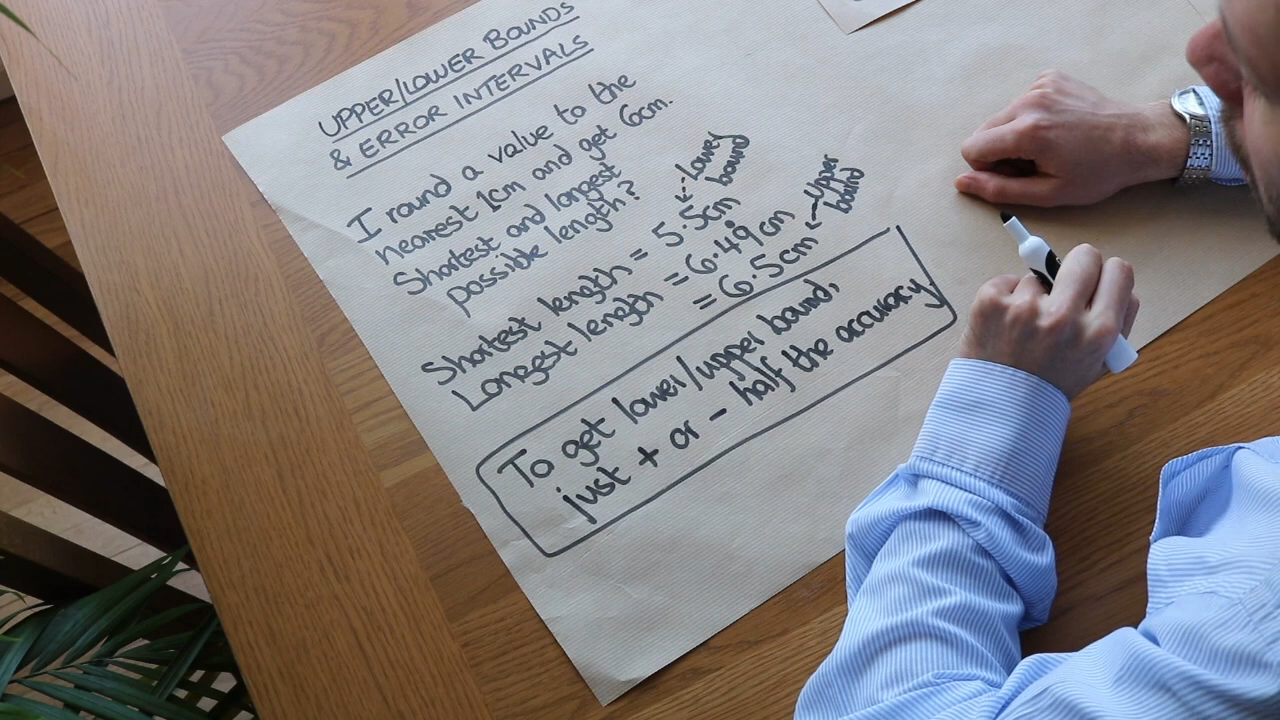 UPPER/LOWER BOUNDS
& ERROR INTERVALS
I round a value to the
nearest 1cm and get 6cm.
Shortest and longest
possible length?
Shortest length = 5.5cm ← Lower bound
Longest length = 6.49cm
= 6.5cm ← Upper bound
To get lower/upper bound,
just + or - half the accuracy